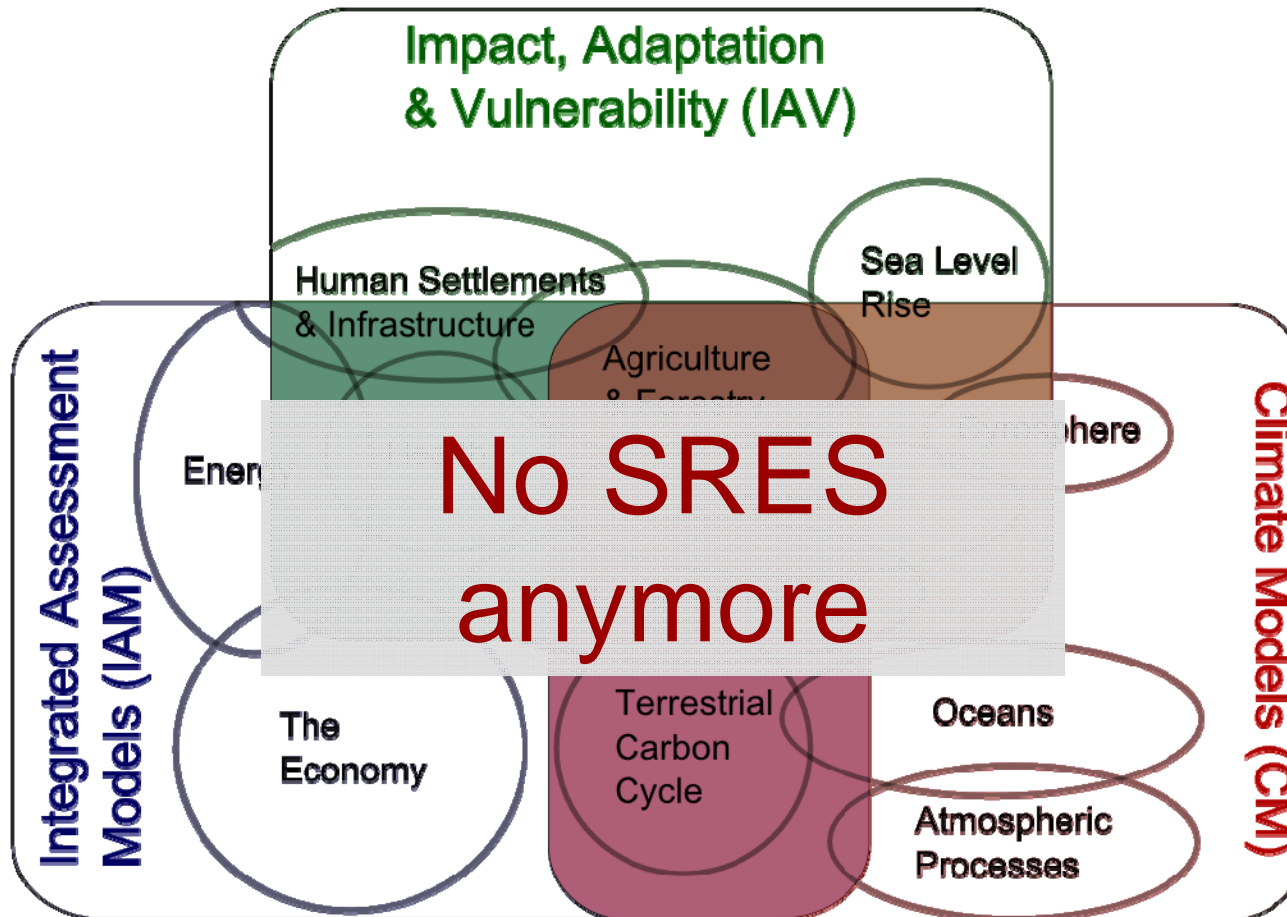 Impact, Adaptation
& Vulnerability (IAV)
Human Settlements
& Infrastructure
Sea Level
Rise
Agriculture
& Forestry
No SRES
anymore
The
Economy
Terrestrial
Carbon
Cycle
Oceans
Atmospheric
Processes
Integrated Assessment
Models (IAM)
Climate Models (CM)